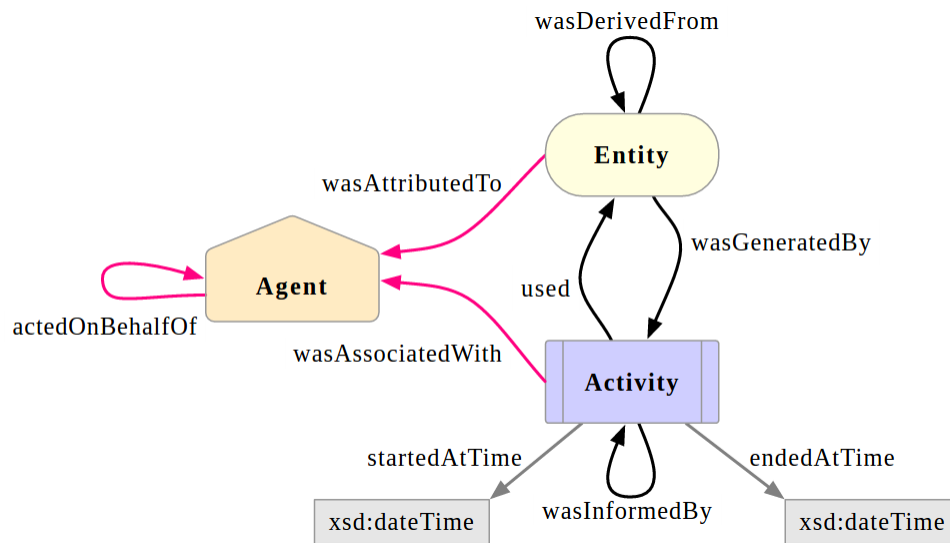 wasDerivedFrom
Entity
wasAttributedTo
wasGeneratedBy
Agent
used
actedOnBehalfOf
wasAssociatedWith
Activity
startedAtTime
endedAtTime
wasInformedBy
xsd:dateTime
xsd:dateTime